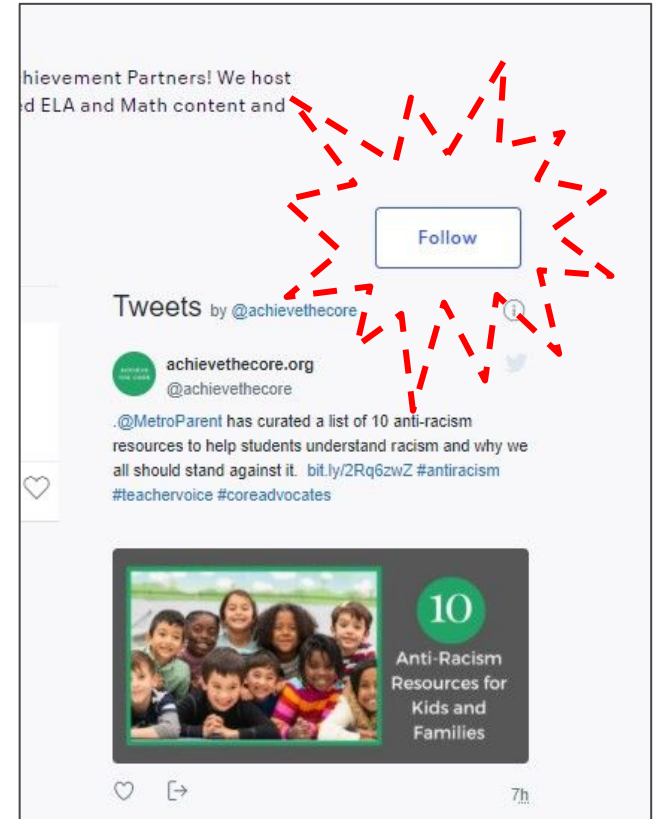 hievement Partners! We host
ed ELA and Math content and
Follow
Tweets by @achievethecore
achievethecore.org
@achievethecore
.@MetroParent has curated a list of 10 anti-racism
resources to help students understand racism and why we
all should stand against it. bit.ly/2Rq6zwZ #antiracism
#teachervoice #coreadvocates
10
Anti-Racism
Resources for
Kids and
Families
7h